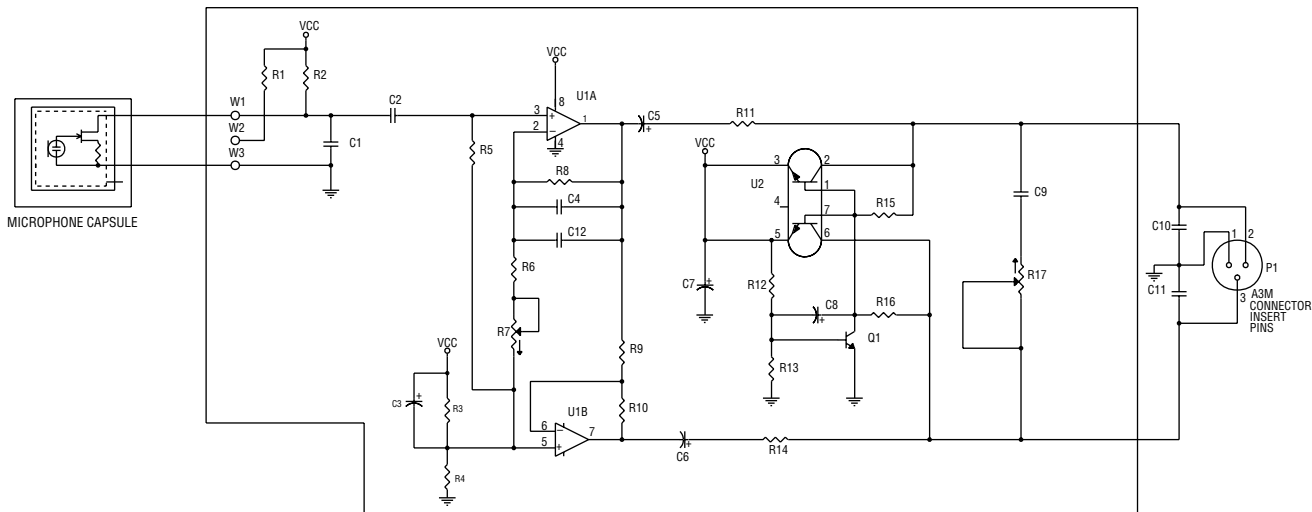 VCC
VCC
R1
R2
W1
W2
W3
C2
C1
3
+
2
−
8
4
1
U1A
C5
+
R11
R5
R8
C4
C12
R6
R7
MICROPHONE CAPSULE
VCC
3
2
U2
1
4
7
5
6
R15
C7
+
R12
C8
+
R16
Q1
R13
C9
R17
C10
C11
1
2
3
P1
A3M
CONNECTOR
INSERT
PINS
VCC
C3
+
R3
R4
R9
R10
U1B
6
−
5
+
7
C6
+
R14